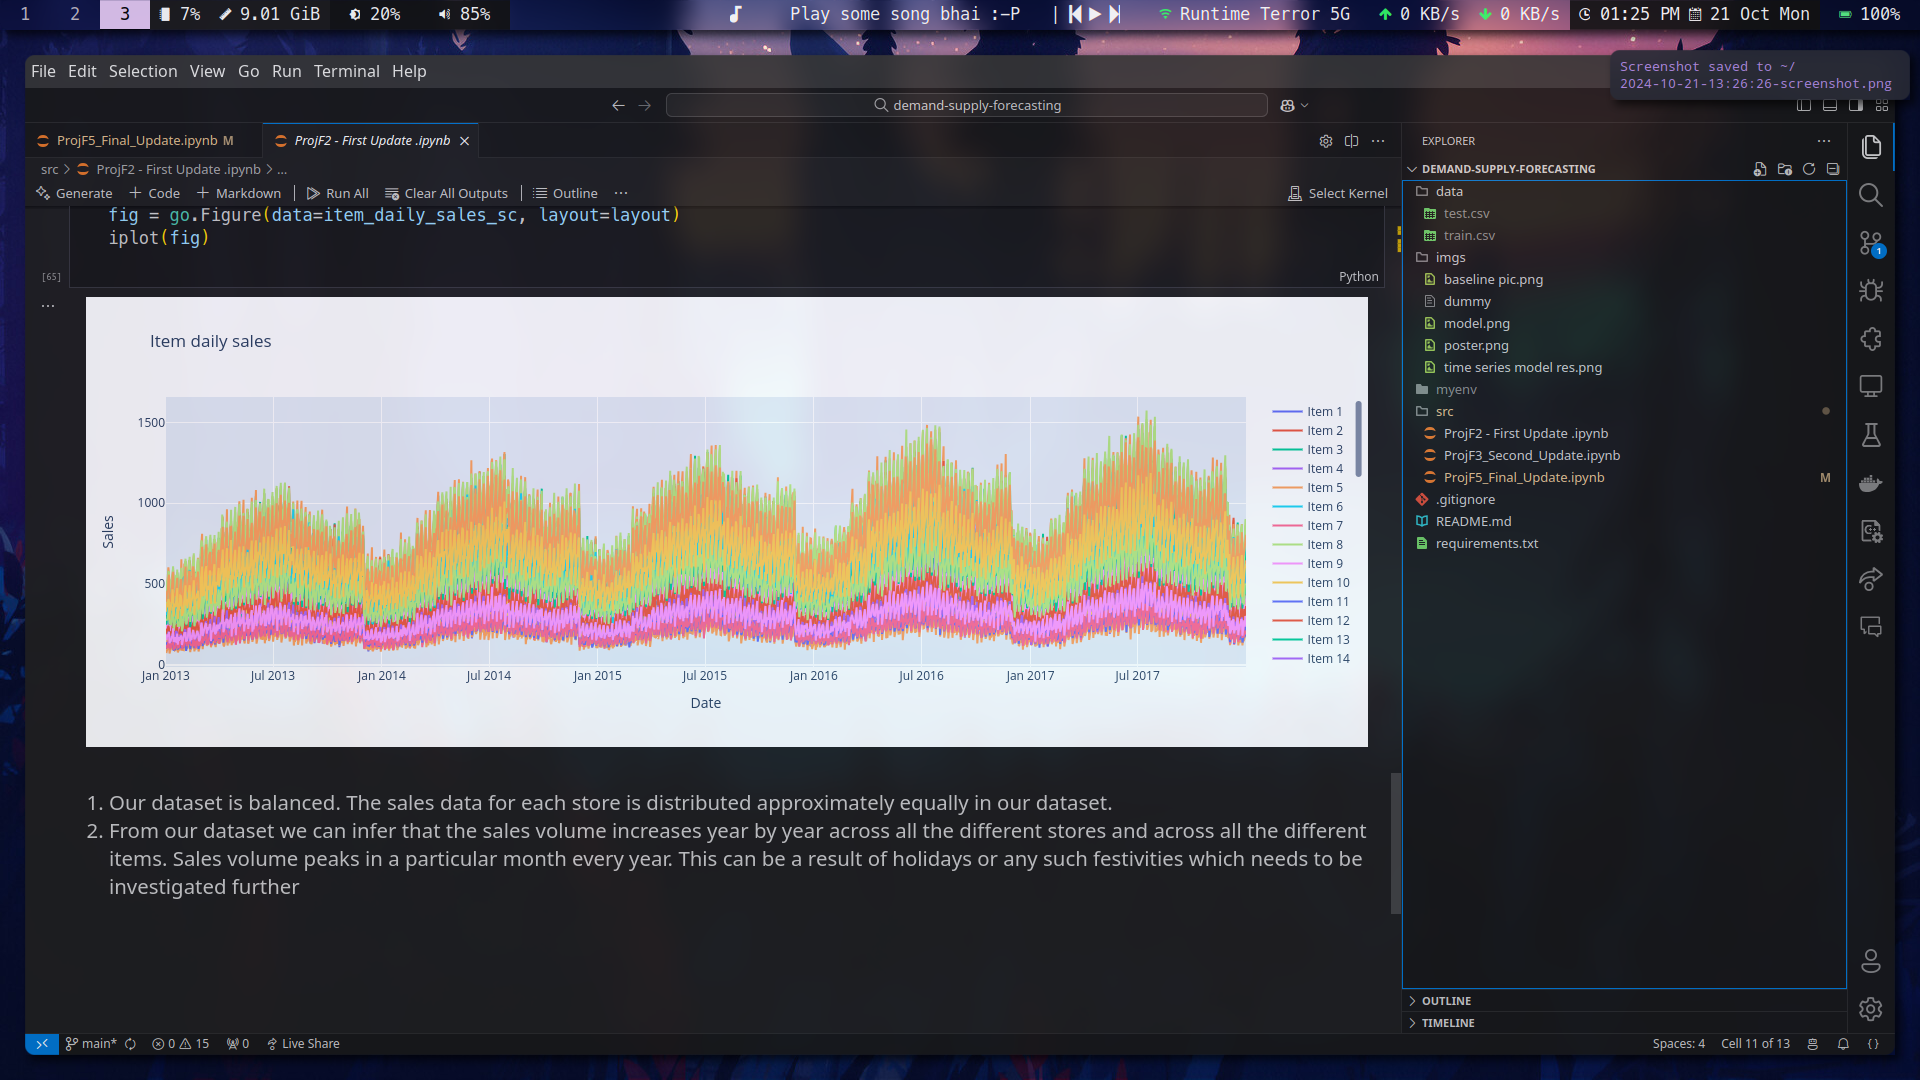 1 2 3 7% 9.01 GiB 20% 85% Play some song bhai :-P | Runtime Terror 5G 0 KB/s 0 KB/s 01:25 PM 21 Oct Mon 100%
Screenshot saved to ~/
2024-10-21-13:26:26-screenshot.png
File Edit Selection View Go Run Terminal Help
demand-supply-forecasting
ProjF5_Final_Update.ipynb M ProjF2 - First Update .ipynb
src > ProjF2 - First Update .ipynb > ...
Generate + Code + Markdown Run All Clear All Outputs Outline ... Select Kernel
fig = go.Figure(data=item_daily_sales_sc, layout=layout)
iplot(fig)
[65]
Python
Item daily sales
1500
1000
500
0
Sales
Jan 2013 Jul 2013 Jan 2014 Jul 2014 Jan 2015 Jul 2015 Jan 2016 Jul 2016 Jan 2017 Jul 2017
Date
Item 1
Item 2
Item 3
Item 4
Item 5
Item 6
Item 7
Item 8
Item 9
Item 10
Item 11
Item 12
Item 13
Item 14
1. Our dataset is balanced. The sales data for each store is distributed approximately equally in our dataset.
2. From our dataset we can infer that the sales volume increases year by year across all the different stores and across all the different
items. Sales volume peaks in a particular month every year. This can be a result of holidays or any such festivities which needs to be
investigated further
EXPLORER
DEMAND-SUPPLY-FORECASTING
data
test.csv
train.csv
imgs
baseline pic.png
dummy
model.png
poster.png
time series model res.png
myenv
src
ProjF2 - First Update .ipynb
ProjF3_Second_Update.ipynb
ProjF5_Final_Update.ipynb M
.gitignore
README.md
requirements.txt
1
OUTLINE
TIMELINE
main* 0 15 0 Live Share Spaces: 4 Cell 11 of 13